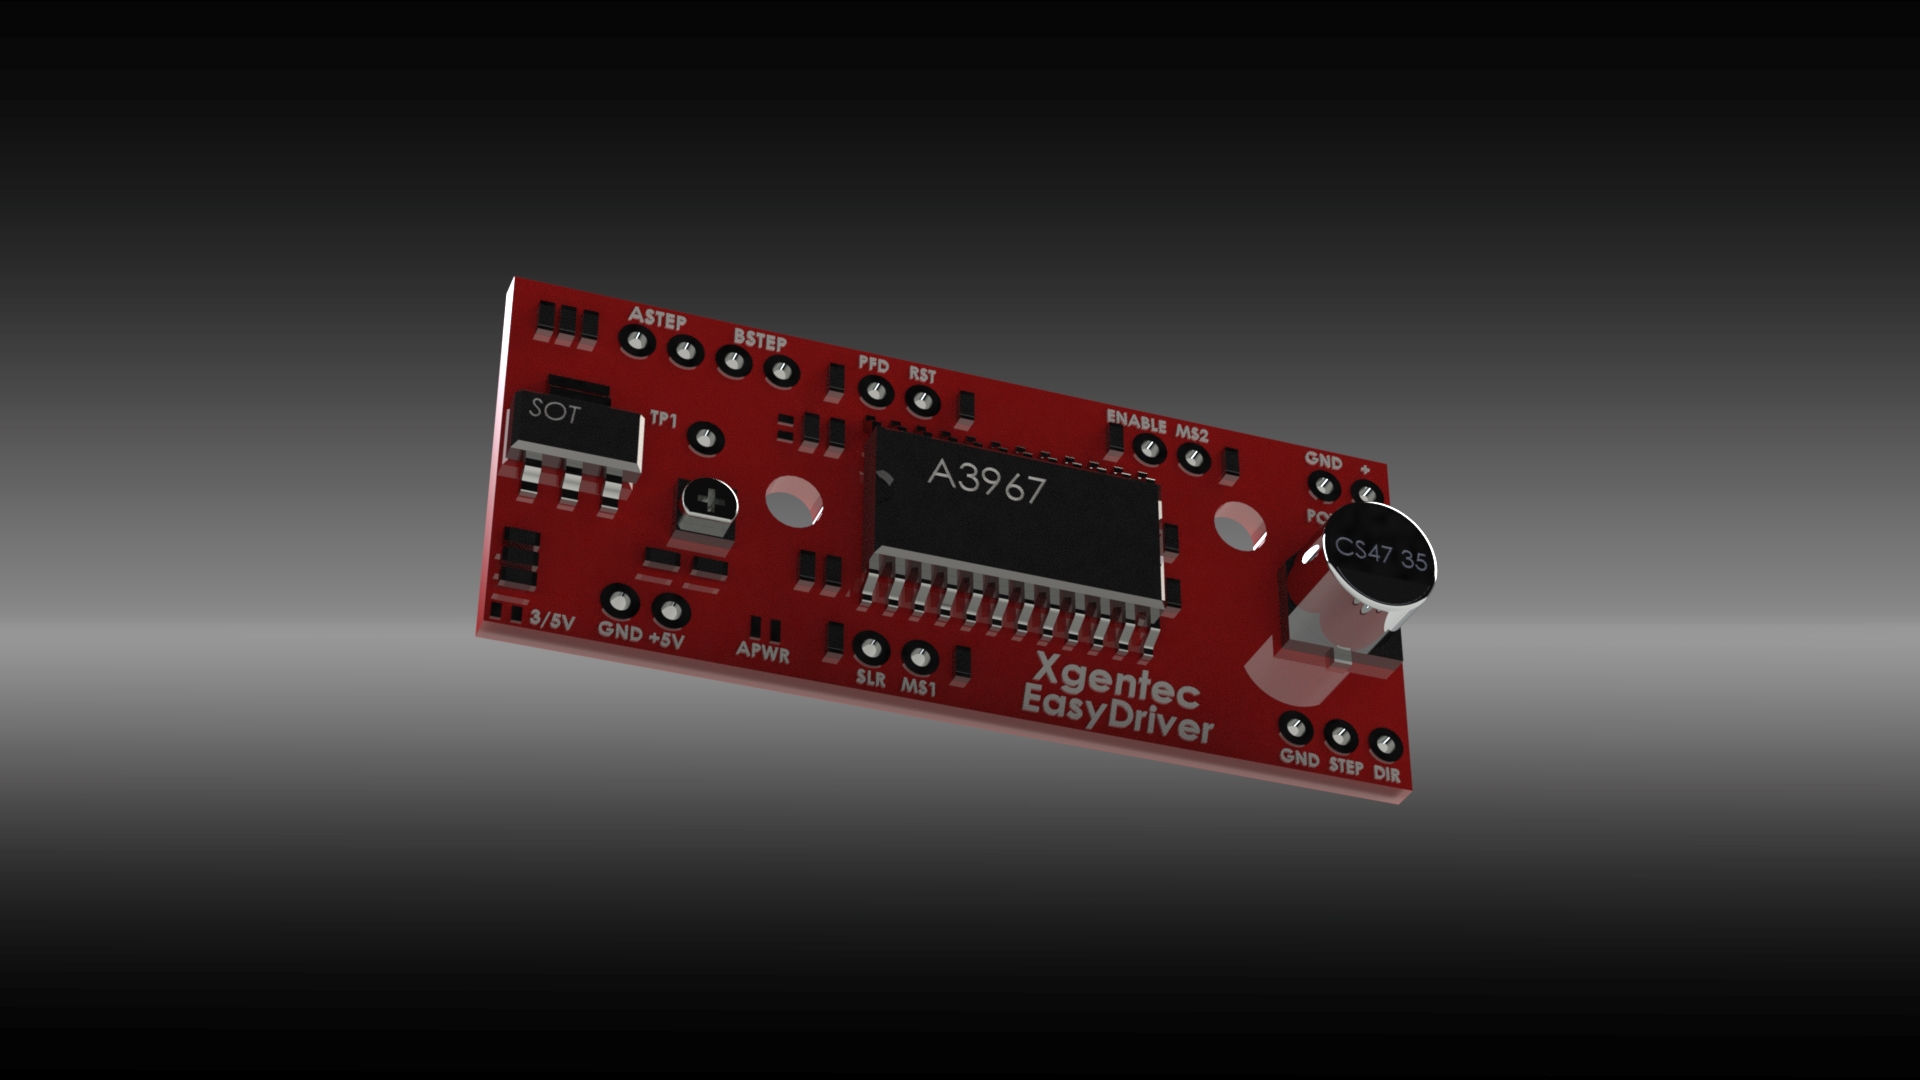 ASTEP
BSTEP
PFD
RST
ENABLE MS2
GND +
SOT
TP1
A3967
CS47 35
3/5V
GND +5V
APWR
SLR
MS1
Xgentec
EasyDriver
GND STEP DIR